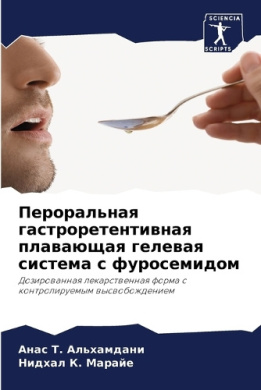 SCIENCIA
SCRIPTS
Пероральная
гастроретентивная
плавающая гелевая
система с фуросемидом
Дозированная лекарственная форма с
контролируемым высвобождением
Анас Т. Альхамдани
Нидхал К. Марайе